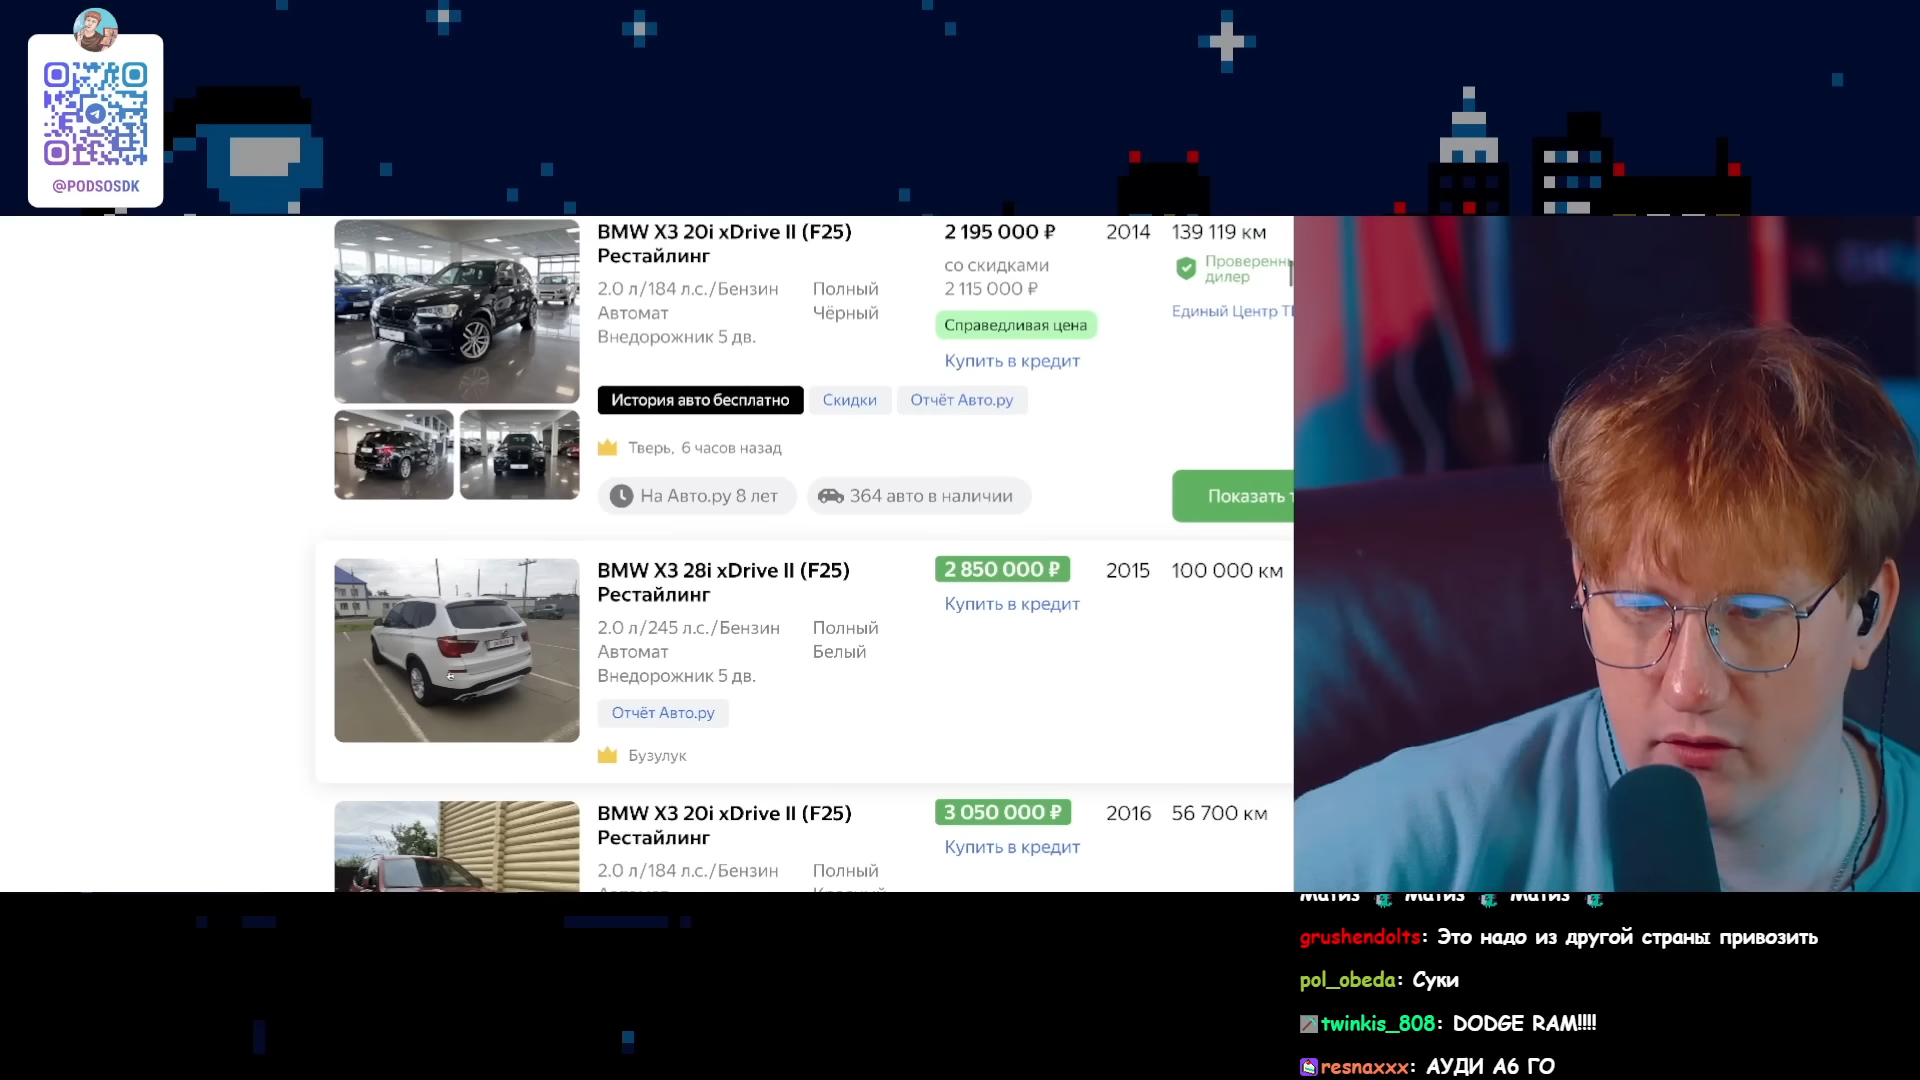 @PODSOSDK
BMW X3 20i xDrive II (F25)
Рестайлинг
2.0 л/184 л.с./Бензин
Автомат
Внедорожник 5 дв.
Полный
Чёрный
2 195 000 ₽
со скидками
2 115 000 ₽
Справедливая цена
Купить в кредит
2014
139 119 км
Проверенн
дилер
Единый Центр Т
История авто бесплатно
Скидки
Отчёт Авто.ру
Тверь, 6 часов назад
На Авто.ру 8 лет
364 авто в наличии
Показать т
BMW X3 28i xDrive II (F25)
Рестайлинг
2.0 л/245 л.с./Бензин
Автомат
Внедорожник 5 дв.
Полный
Белый
2 850 000 ₽
Купить в кредит
2015
100 000 км
Отчёт Авто.ру
Бузулук
BMW X3 20i xDrive II (F25)
Рестайлинг
2.0 л/184 л.с./Бензин
Полный
3 050 000 ₽
Купить в кредит
2016
56 700 км
Матиз Матиз Матиз
grushendolts: Это надо из другой страны привозить
pol_obeda: Суки
twinkis_808: DODGE RAM!!!!
resnaxxx: АУДИ А6 ГО